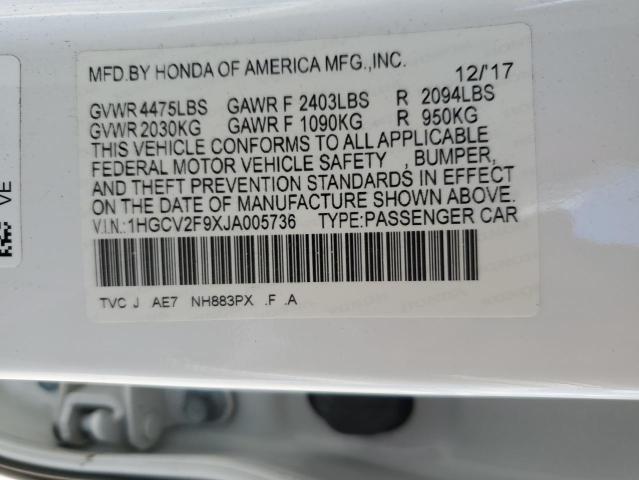 MFD.BY HONDA OF AMERICA MFG.,INC.
12/'17
GVWR 4475LBS GAWR F 2403LBS R 2094LBS
GVWR 2030KG GAWR F 1090KG R 950KG
THIS VEHICLE CONFORMS TO ALL APPLICABLE
FEDERAL MOTOR VEHICLE SAFETY , BUMPER,
AND THEFT PREVENTION STANDARDS IN EFFECT
ON THE DATE OF MANUFACTURE SHOWN ABOVE.
V.I.N.:1HGCV2F9XJA005736 TYPE:PASSENGER CAR
TVC J AE7 NH883PX .F .A
VE